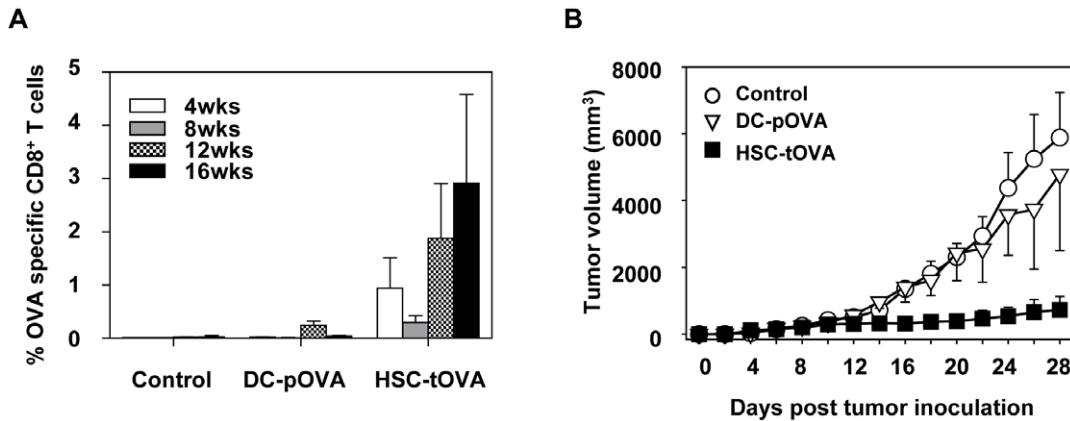 A
% OVA specific CD8⁺ T cells
5
4
3
2
1
0
4wks
8wks
12wks
16wks
Control DC-pOVA HSC-tOVA
B
Tumor volume (mm³)
8000
6000
4000
2000
0
Control
DC-pOVA
HSC-tOVA
0 4 8 12 16 20 24 28
Days post tumor inoculation